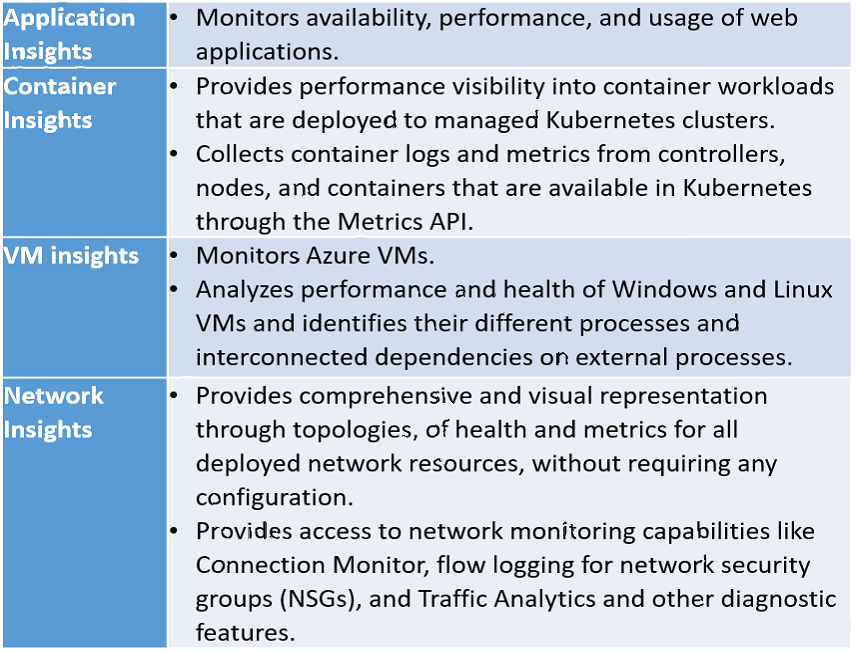 Application
Insights
• Monitors availability, performance, and usage of web
applications.
Container
Insights
• Provides performance visibility into container workloads
that are deployed to managed Kubernetes clusters.
• Collects container logs and metrics from controllers,
nodes, and containers that are available in Kubernetes
through the Metrics API.
VM insights
• Monitors Azure VMs.
• Analyzes performance and health of Windows and Linux
VMs and identifies their different processes and
interconnected dependencies on external processes.
Network
Insights
• Provides comprehensive and visual representation
through topologies, of health and metrics for all
deployed network resources, without requiring any
configuration.
• Provides access to network monitoring capabilities like
Connection Monitor, flow logging for network security
groups (NSGs), and Traffic Analytics and other diagnostic
features.